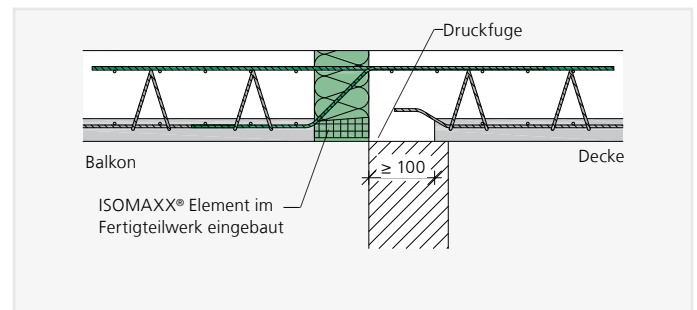 Druckfuge
Balkon
Decke
≥ 100
ISOMAXX® Element im
Fertigteilwerk eingebaut